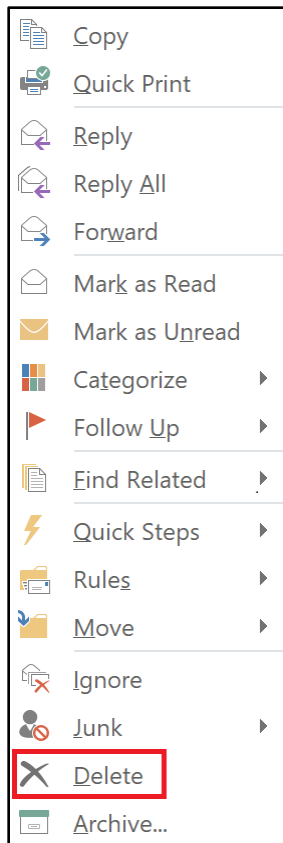 Copy
Quick Print
Reply
Reply All
Forward
Mark as Read
Mark as Unread
Categorize
Follow Up
Find Related
Quick Steps
Rules
Move
Ignore
Junk
Delete
Archive...